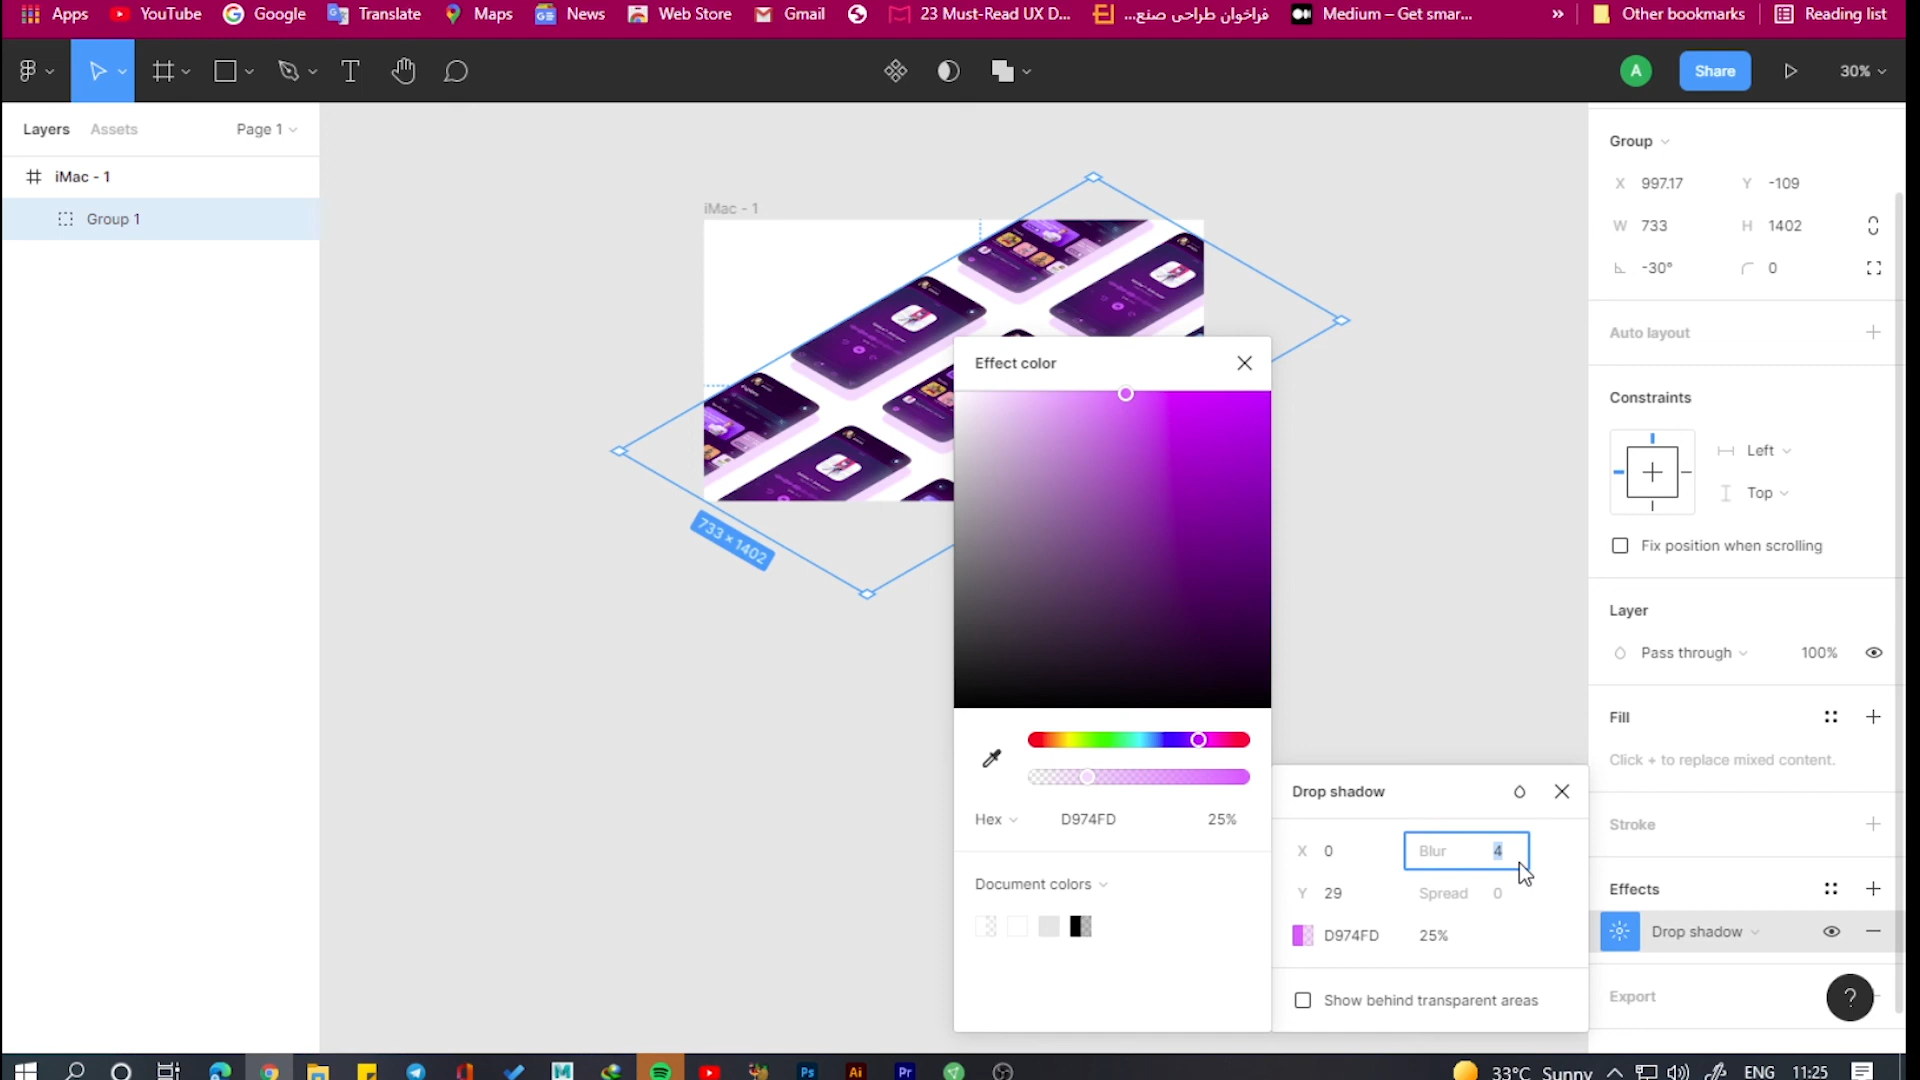 Apps YouTube Google Translate Maps News Web Store Gmail 23 Must-Read UX D... فراخوان طراحی صنع... Medium – Get smar... » Other bookmarks Reading list
A Share 30%
Layers Assets Page 1
iMac - 1
Group 1
iMac - 1
733 × 1402
Group
X 997.17 Y -109
W 733 H 1402
-30° 0
Auto layout
Constraints
Left
Top
Fix position when scrolling
Layer
Pass through 100%
Fill
Click + to replace mixed content.
Stroke
Effects
Drop shadow
Export
?
Effect color
Hex D974FD 25%
Document colors
Drop shadow
X 0 Blur 4
Y 29 Spread 0
D974FD 25%
Show behind transparent areas
33°C Sunny ENG 11:25